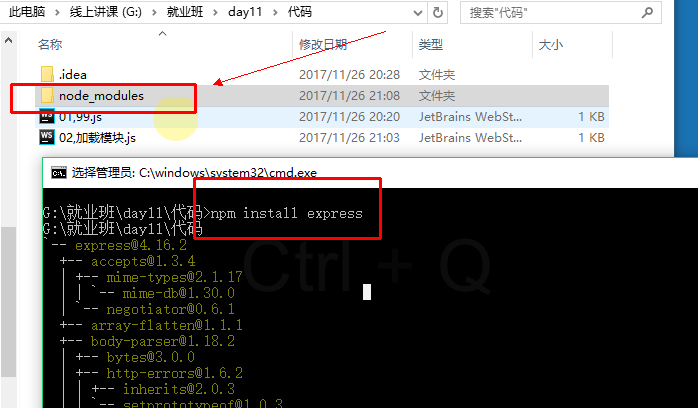 此电脑 > 线上讲课 (G:) > 就业班 > day11 > 代码
搜索"代码"
名称 修改日期 类型 大小
.idea 2017/11/26 20:28 文件夹
node_modules 2017/11/26 21:08 文件夹
01,99.js 2017/11/26 20:20 JetBrains WebSt... 1 KB
02,加载模块.js 2017/11/26 21:03 JetBrains WebSt... 1 KB
选择管理员: C:\windows\system32\cmd.exe
G:\就业班\day11\代码>npm install express
G:\就业班\day11\代码
`-- express@4.16.2
+-- accepts@1.3.4
| +-- mime-types@2.1.17
| | `-- mime-db@1.30.0
| `-- negotiator@0.6.1
+-- array-flatten@1.1.1
+-- body-parser@1.18.2
| +-- bytes@3.0.0
| +-- http-errors@1.6.2
| | +-- inherits@2.0.3
| | `-- setprototypeof@1.0.3
Ctrl + Q